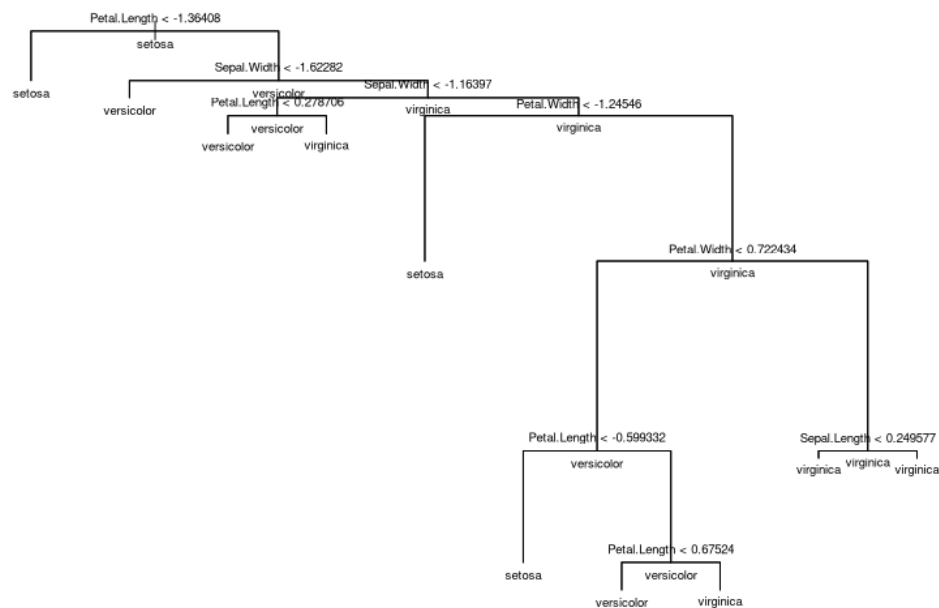 Petal.Length < -1.36408
setosa
setosa
Sepal.Width < -1.62282
versicolor
versicolor
Sepal.Width < -1.16397
virginica
Petal.Length < 0.278706
versicolor
versicolor
virginica
Petal.Width < -1.24546
virginica
setosa
Petal.Width < 0.722434
virginica
Petal.Length < -0.599332
versicolor
Sepal.Length < 0.249577
virginica
virginica
virginica
setosa
Petal.Length < 0.67524
versicolor
versicolor
virginica